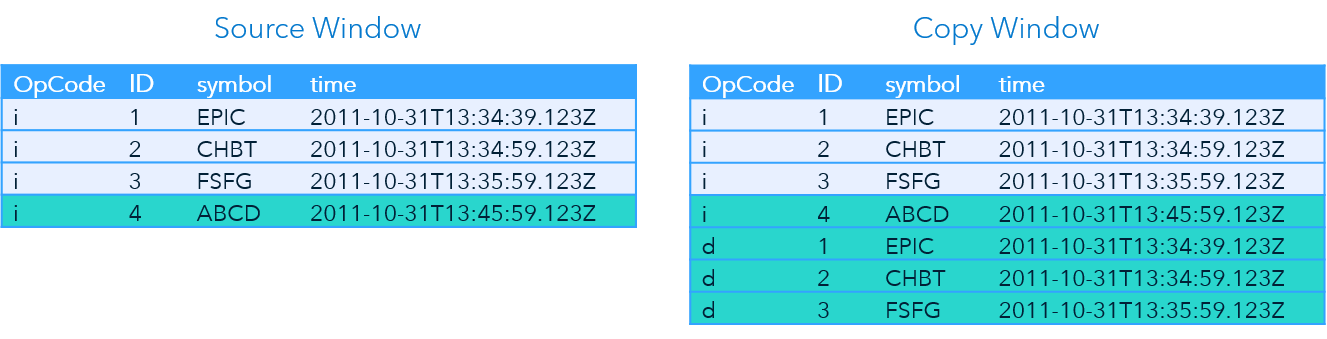 Source Window
OpCode ID symbol time
i 1 EPIC 2011-10-31T13:34:39.123Z
i 2 CHBT 2011-10-31T13:34:59.123Z
i 3 FSFG 2011-10-31T13:35:59.123Z
i 4 ABCD 2011-10-31T13:45:59.123Z
Copy Window
OpCode ID symbol time
i 1 EPIC 2011-10-31T13:34:39.123Z
i 2 CHBT 2011-10-31T13:34:59.123Z
i 3 FSFG 2011-10-31T13:35:59.123Z
i 4 ABCD 2011-10-31T13:45:59.123Z
d 1 EPIC 2011-10-31T13:34:39.123Z
d 2 CHBT 2011-10-31T13:34:59.123Z
d 3 FSFG 2011-10-31T13:35:59.123Z